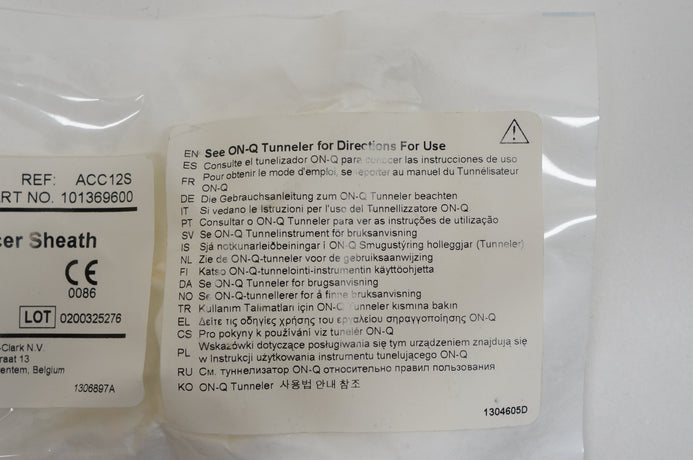 REF: ACC12S
ART NO. 101369600
cer Sheath
CE
0086
LOT 0200325276
-Clark N.V.
raat 13
entem, Belgium
1306897A
EN See ON-Q Tunneler for Directions For Use
ES Consulte el tunelizador ON-Q para conocer las instrucciones de uso
FR Pour obtenir le mode d'emploi, se reporter au manuel du Tunnélisateur
ON-Q
DE Die Gebrauchsanleitung zum ON-Q Tunneler beachten
IT Si vedano le Istruzioni per l'uso del Tunnellizzatore ON-Q
PT Consultar o ON-Q Tunneler para ver as instruções de utilização
SV Se ON-Q Tunnelinstrument för bruksanvisning
IS Sjá notkunarleiðbeiningar í ON-Q Smugustýring holleggjar (Tunneler)
NL Zie de ON-Q-tunneler voor de gebruiksaanwijzing
FI Katso ON-Q-tunnelointi-instrumentin käyttöohjetta
DA Se ON-Q Tunneler for brugsanvisning
NO Se ON-Q-tunnellerer for å finne bruksanvisning
TR Kullanım Talimatları için ON-Q Tunneler kısmına bakın
EL Δείτε τις οδηγίες χρήσης του εργαλείου σηραγγοποίησης ON-Q
CS Pro pokyny k používání viz tunelér ON-Q
PL Wskazówki dotyczące posługiwania się tym urządzeniem znajdują się
w Instrukcji użytkowania instrumentu tunelującego ON-Q
RU См. туннелизатор ON-Q относительно правил пользования
KO ON-Q Tunneler 사용법 안내 참조
1304605D